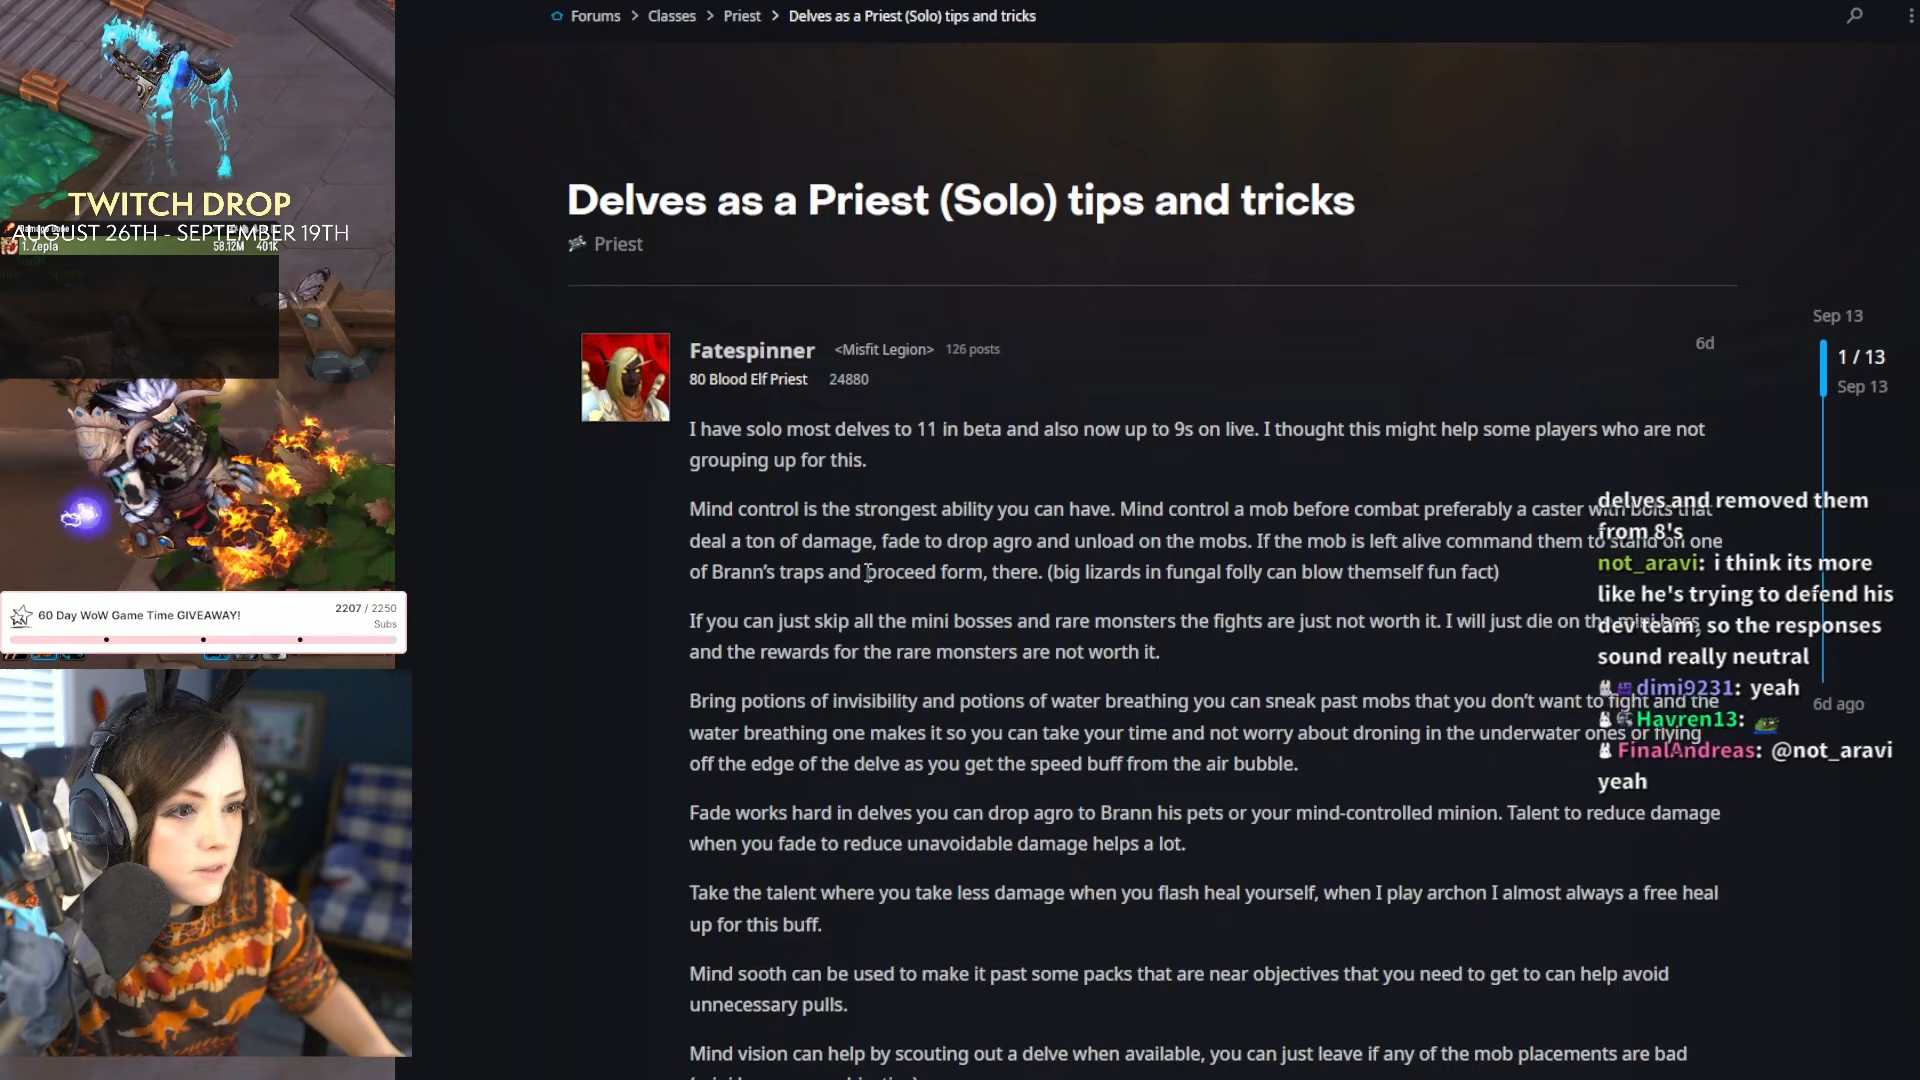 Forums > Classes > Priest > Delves as a Priest (Solo) tips and tricks
TWITCH DROP
AUGUST 26TH - SEPTEMBER 19TH
Damage Done
1. Zepla 58.12M 401K
60 Day WoW Game Time GIVEAWAY!
2207 / 2250
Subs
Delves as a Priest (Solo) tips and tricks
Priest
Fatespinner <Misfit Legion> 126 posts
6d
80 Blood Elf Priest 24880
I have solo most delves to 11 in beta and also now up to 9s on live. I thought this might help some players who are not
grouping up for this.
Mind control is the strongest ability you can have. Mind control a mob before combat preferably a caster with bolts that
deal a ton of damage, fade to drop agro and unload on the mobs. If the mob is left alive command them to stand on one
of Brann’s traps and proceed form, there. (big lizards in fungal folly can blow themself fun fact)
If you can just skip all the mini bosses and rare monsters the fights are just not worth it. I will just die on the mini boss
and the rewards for the rare monsters are not worth it.
Bring potions of invisibility and potions of water breathing you can sneak past mobs that you don’t want to fight and the
water breathing one makes it so you can take your time and not worry about droning in the underwater ones or flying
off the edge of the delve as you get the speed buff from the air bubble.
Fade works hard in delves you can drop agro to Brann his pets or your mind-controlled minion. Talent to reduce damage
when you fade to reduce unavoidable damage helps a lot.
Take the talent where you take less damage when you flash heal yourself, when I play archon I almost always a free heal
up for this buff.
Mind sooth can be used to make it past some packs that are near objectives that you need to get to can help avoid
unnecessary pulls.
Mind vision can help by scouting out a delve when available, you can just leave if any of the mob placements are bad
Sep 13
1 / 13
Sep 13
6d ago
delves and removed them
from 8's
not_aravi: i think its more
like he's trying to defend his
dev team, so the responses
sound really neutral
dimi9231: yeah
Havren13:
FinalAndreas: @not_aravi
yeah